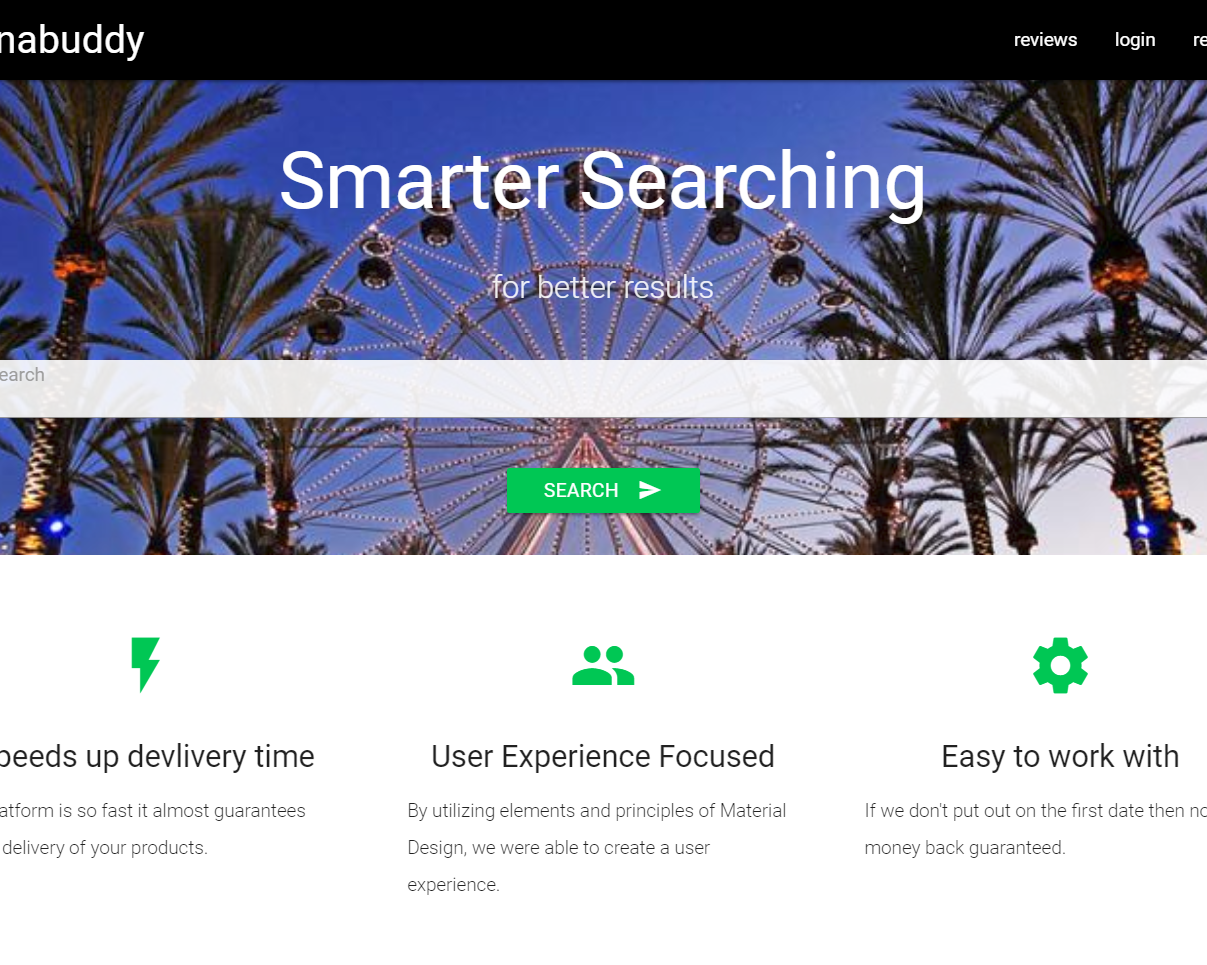 nabuddy
reviews login re
Smarter Searching
for better results
earch
SEARCH
peeds up devlivery time
User Experience Focused
Easy to work with
atform is so fast it almost guarantees
delivery of your products.
By utilizing elements and principles of Material
Design, we were able to create a user
experience.
If we don't put out on the first date then no
money back guaranteed.